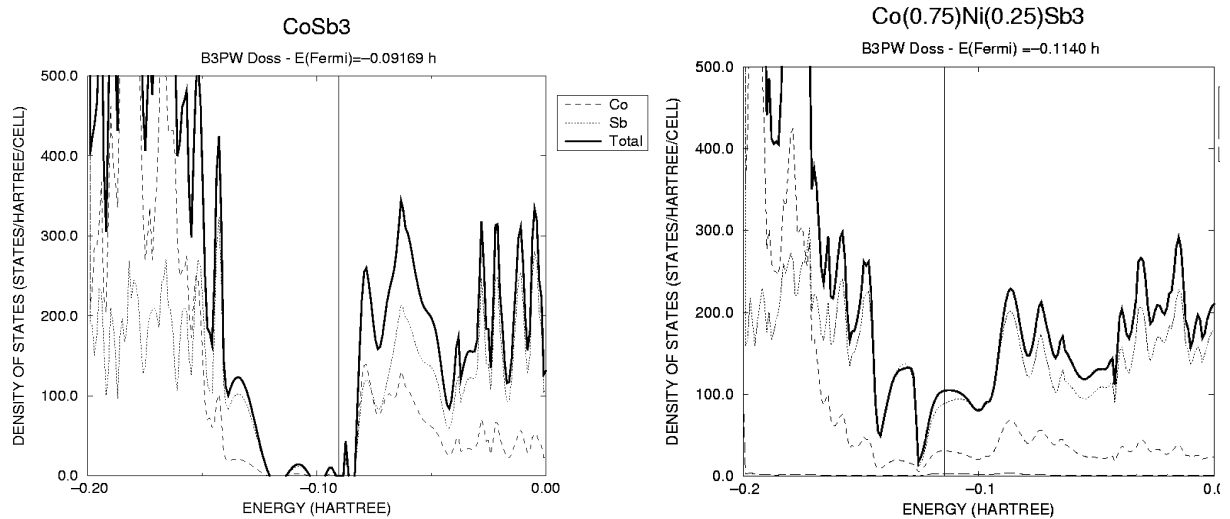 CoSb3
B3PW Doss - E(Fermi)=-0.09169 h
DENSITY OF STATES (STATES/HARTREE/CELL)
500.0
400.0
300.0
200.0
100.0
0.0
-0.20
-0.10
0.00
ENERGY (HARTREE)
Co
Sb
Total
Co(0.75)Ni(0.25)Sb3
B3PW Doss - E(Fermi) =-0.1140 h
DENSITY OF STATES (STATES/HARTREE/CELL)
500.0
400.0
300.0
200.0
100.0
0.0
-0.2
-0.1
0.0
ENERGY (HARTREE)